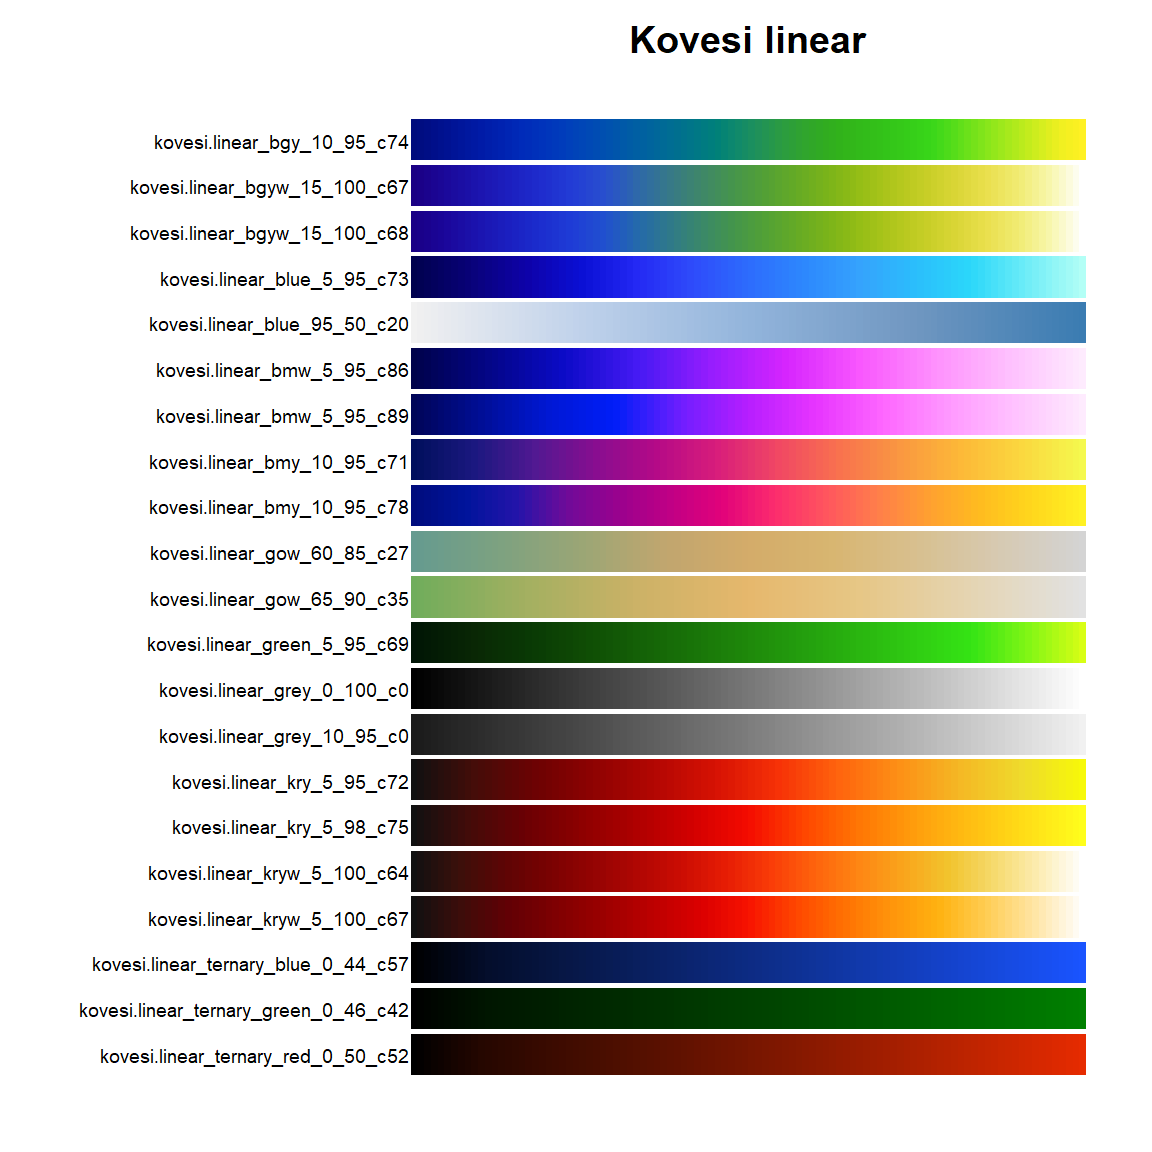 Kovesi linear
kovesi.linear_bgy_10_95_c74
kovesi.linear_bgyw_15_100_c67
kovesi.linear_bgyw_15_100_c68
kovesi.linear_blue_5_95_c73
kovesi.linear_blue_95_50_c20
kovesi.linear_bmw_5_95_c86
kovesi.linear_bmw_5_95_c89
kovesi.linear_bmy_10_95_c71
kovesi.linear_bmy_10_95_c78
kovesi.linear_gow_60_85_c27
kovesi.linear_gow_65_90_c35
kovesi.linear_green_5_95_c69
kovesi.linear_grey_0_100_c0
kovesi.linear_grey_10_95_c0
kovesi.linear_kry_5_95_c72
kovesi.linear_kry_5_98_c75
kovesi.linear_kryw_5_100_c64
kovesi.linear_kryw_5_100_c67
kovesi.linear_ternary_blue_0_44_c57
kovesi.linear_ternary_green_0_46_c42
kovesi.linear_ternary_red_0_50_c52